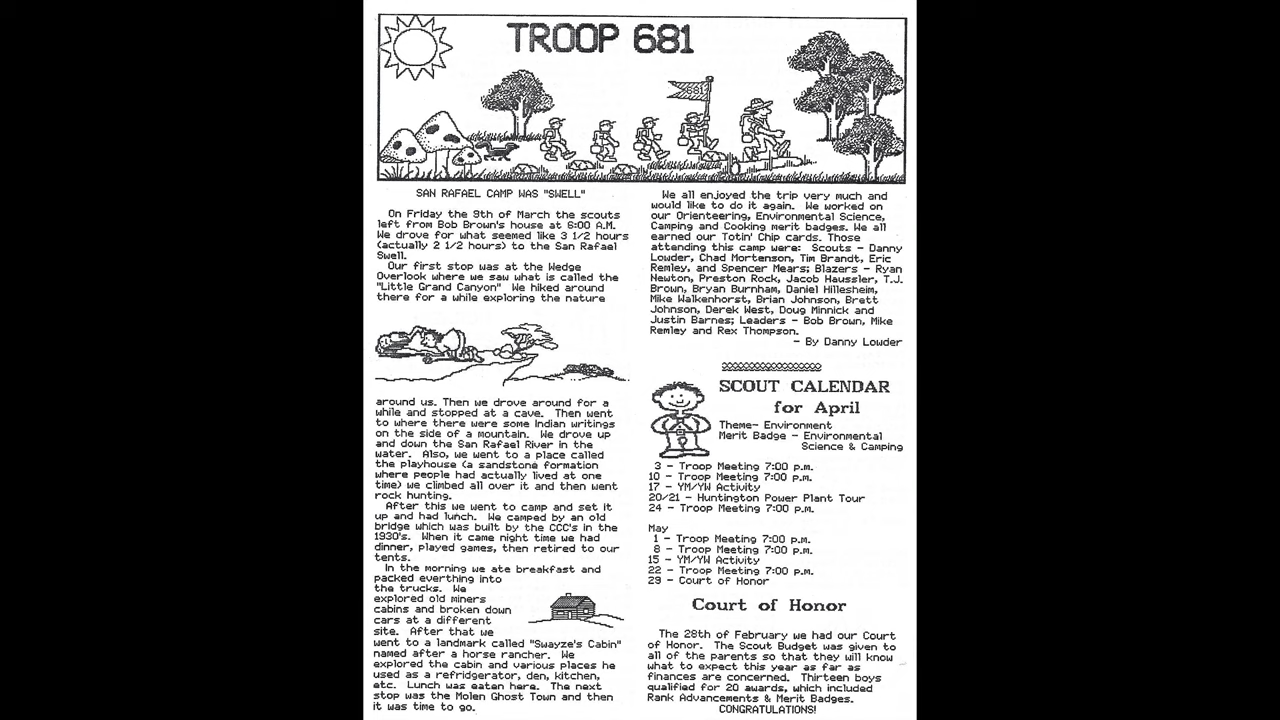 TROOP 681
681
SAN RAFAEL CAMP WAS "SWELL"
On Friday the 9th of March the scouts
left from Bob Brown's house at 6:00 A.M.
We drove for what seemed like 3 1/2 hours
(actually 2 1/2 hours) to the San Rafael
Swell.
Our first stop was at the Wedge
Overlook where we saw what is called the
"Little Grand Canyon" We hiked around
there for a while exploring the nature
around us. Then we drove around for a
while and stopped at a cave. Then went
to where there were some Indian writings
on the side of a mountain. We drove up
and down the San Rafael River in the
water. Also, we went to a place called
the playhouse (a sandstone formation
where people had actually lived at one
time) we climbed all over it and then went
rock hunting.
After this we went to camp and set it
up and had lunch. We camped by an old
bridge which was built by the CCC's in the
1930's. When it came night time we had
dinner, played games, then retired to our
tents.
In the morning we ate breakfast and
packed everthing into
the trucks. We
explored old miners
cabins and broken down
cars at a different
site. After that we
went to a landmark called "Swayze's Cabin"
named after a horse rancher. We
explored the cabin and various places he
used as a refridgerator, den, kitchen,
etc. Lunch was eaten here. The next
stop was the Molen Ghost Town and then
it was time to go.
We all enjoyed the trip very much and
would like to do it again. We worked on
our Orienteering, Environmental Science,
Camping and Cooking merit badges. We all
earned our Totin' Chip cards. Those
attending this camp were: Scouts - Danny
Lowder, Chad Mortenson, Tim Brandt, Eric
Remley, and Spencer Mears; Blazers - Ryan
Newton, Preston Rock, Jacob Haussler, T.J.
Brown, Bryan Burnham, Daniel Hillesheim,
Mike Walkenhorst, Brian Johnson, Brett
Johnson, Derek West, Doug Minnick and
Justin Barnes; Leaders - Bob Brown, Mike
Remley and Rex Thompson.
- By Danny Lowder
SCOUT CALENDAR
for April
Theme- Environment
Merit Badge - Environmental
Science & Camping
3 - Troop Meeting 7:00 p.m.
10 - Troop Meeting 7:00 p.m.
17 - YM/YW Activity
20/21 - Huntington Power Plant Tour
24 - Troop Meeting 7:00 p.m.
May
1 - Troop Meeting 7:00 p.m.
8 - Troop Meeting 7:00 p.m.
15 - YM/YW Activity
22 - Troop Meeting 7:00 p.m.
29 - Court of Honor
Court of Honor
The 28th of February we had our Court
of Honor. The Scout Budget was given to
all of the parents so that they will know
what to expect this year as far as
finances are concerned. Thirteen boys
qualified for 20 awards, which included
Rank Advancements & Merit Badges.
CONGRATULATIONS!